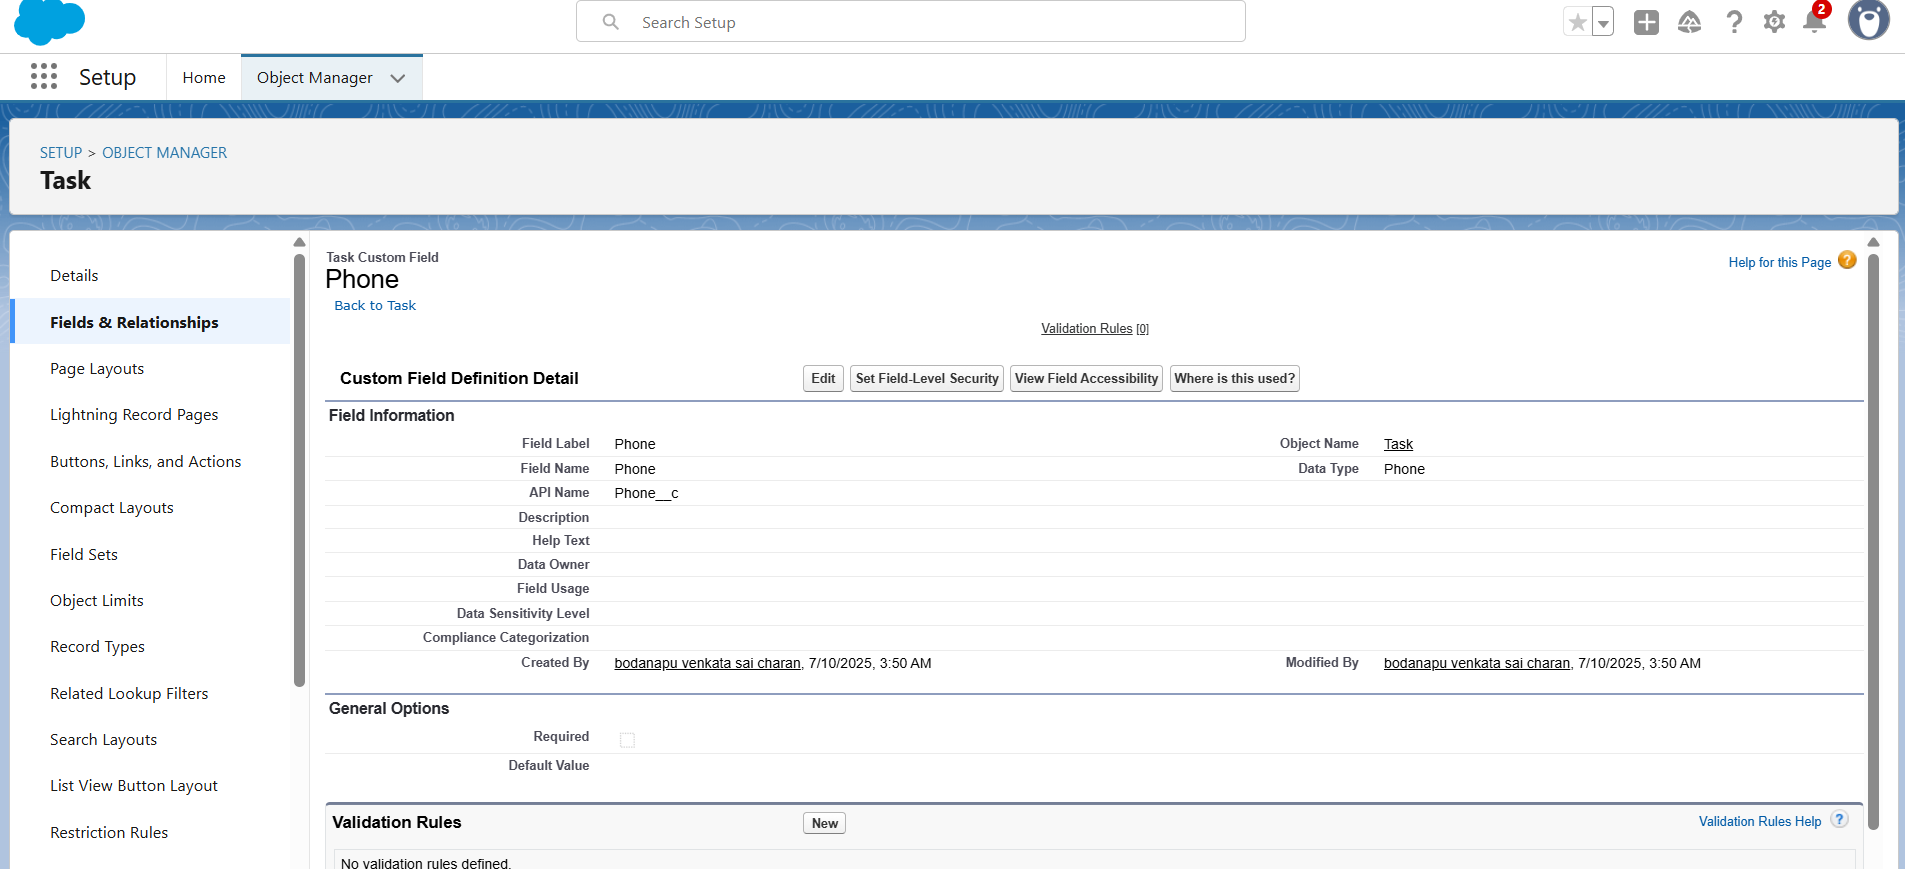 Search Setup
2
Setup
Home
Object Manager
SETUP > OBJECT MANAGER
Task
Details
Fields & Relationships
Page Layouts
Lightning Record Pages
Buttons, Links, and Actions
Compact Layouts
Field Sets
Object Limits
Record Types
Related Lookup Filters
Search Layouts
List View Button Layout
Restriction Rules
Task Custom Field
Phone
Back to Task
Help for this Page ?
Validation Rules [0]
Custom Field Definition Detail
Edit
Set Field-Level Security
View Field Accessibility
Where is this used?
Field Information
Field Label Phone Object Name Task
Field Name Phone Data Type Phone
API Name Phone__c
Description
Help Text
Data Owner
Field Usage
Data Sensitivity Level
Compliance Categorization
Created By bodanapu venkata sai charan, 7/10/2025, 3:50 AM Modified By bodanapu venkata sai charan, 7/10/2025, 3:50 AM
General Options
Required
Default Value
Validation Rules
New
Validation Rules Help ?
No validation rules defined.